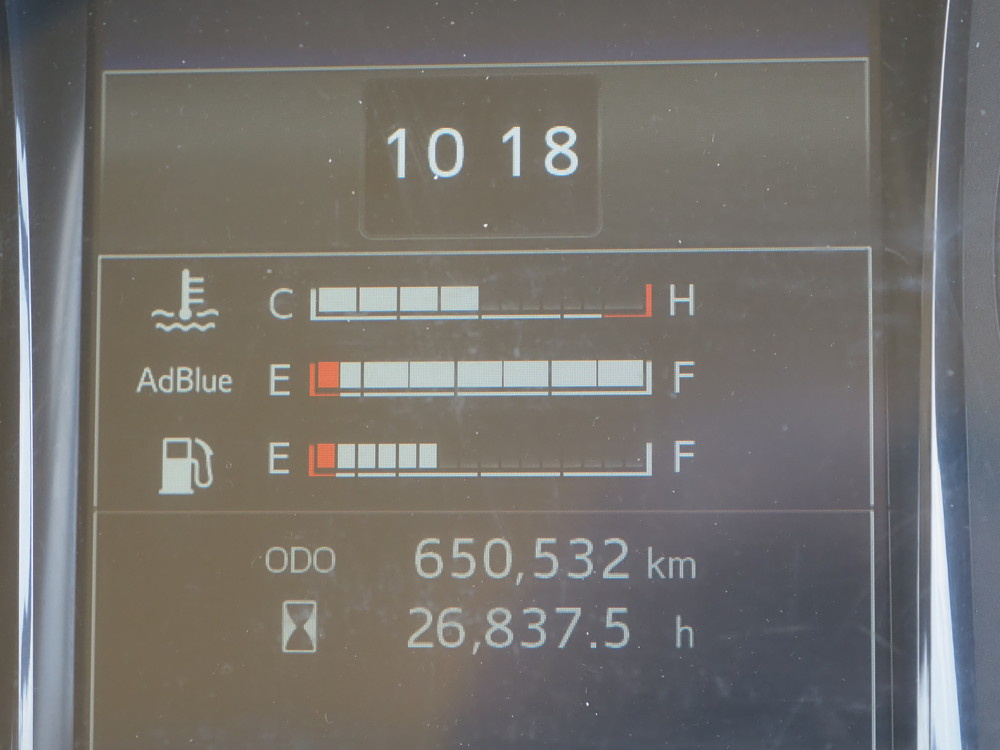 10 18
C H
AdBlue E F
E F
ODO 650,532 km
26,837.5 h